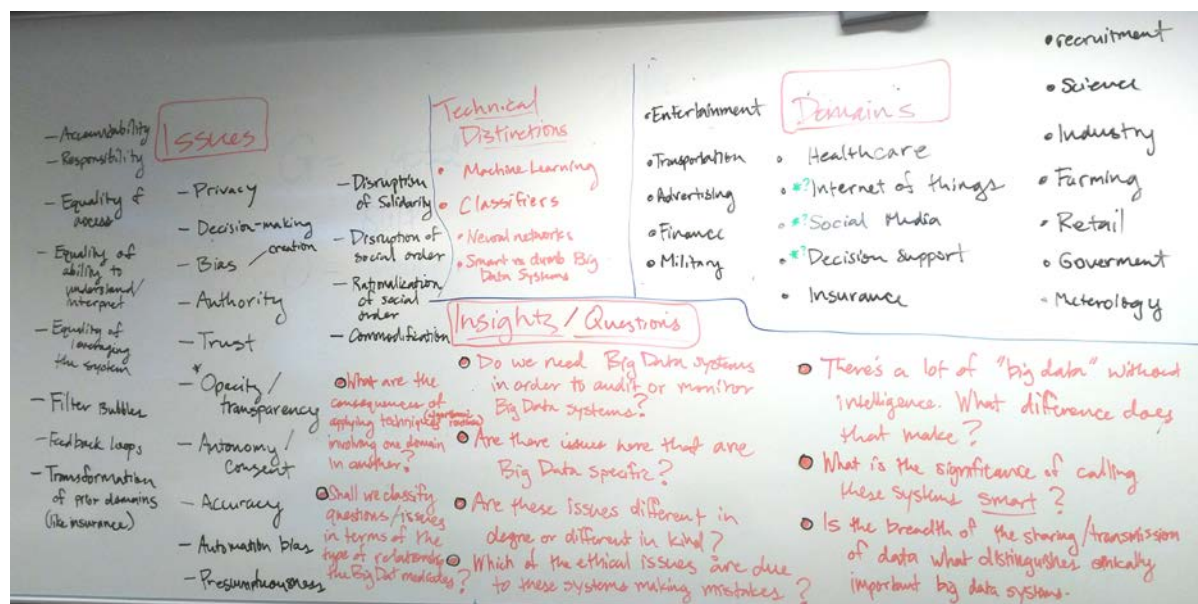 Issues
– Accountability
– Responsibility
– Equality of
access
– Equality of
ability to
understand/
interpret
– Equality of
leveraging
the system
– Filter Bubbles
– Feedback loops
– Transformation
of prior domains
(like insurance)
– Privacy
– Decision-making
creation
– Bias
– Authority
– Trust
* Opacity/
transparency
– Autonomy/
Consent
– Accuracy
– Automation bias
– Presumptuousness
– Disruption
of Solidarity
– Disruption of
social order
– Rationalization
of social
order
– Commodification
Technical
Distinctions
• Machine Learning
• Classifiers
• Neural networks
• Smart vs dumb Big
Data Systems
Domains
• Entertainment
• Transportation
• Advertising
• Finance
• Military
• Healthcare
• *?Internet of things
• *?Social Media
• *?Decision support
• Insurance
• recruitment
• Science
• Industry
• Farming
• Retail
• Goverment
• Meterology
Insights/Questions
• What are the
consequences of
applying techniques
involving one domain
in another?
• Shall we classify
questions/issues
in terms of the
type of relationship
the Big Dat mediates?
• Do we need Big Data systems
in order to audit or monitor
Big Data systems?
• Are there issues here that are
Big Data specific?
• Are these issues different in
degree or different in kind?
• Which of the ethical issues are due
to these systems making mistakes?
• There's a lot of "big data" without
intelligence. What difference does
that make?
• What is the significance of calling
these systems smart?
• Is the breadth of the sharing/transmission
of data what distinguishes ethically
important big data systems.